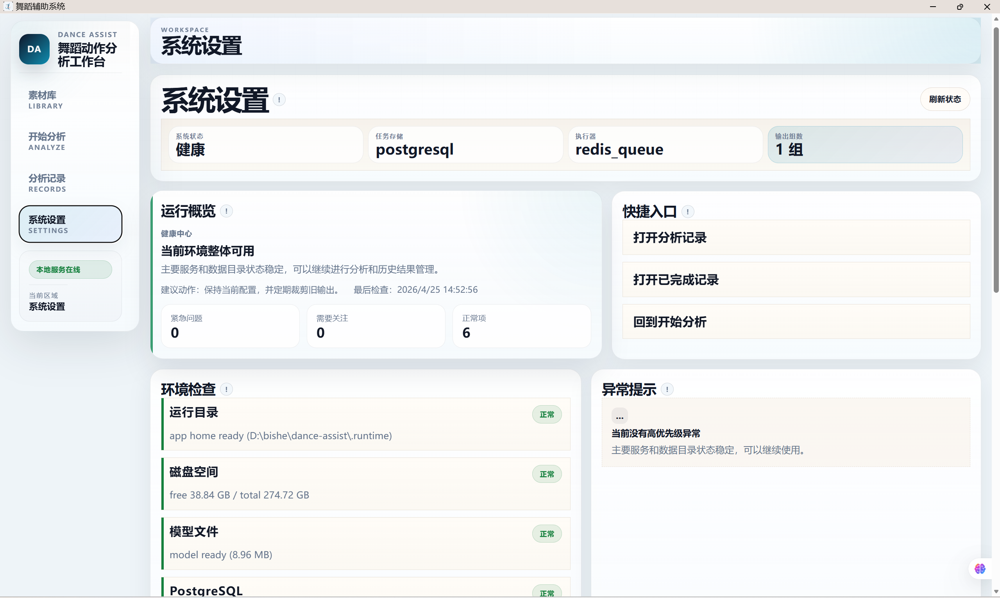 舞蹈辅助系统
DA
DANCE ASSIST
舞蹈动作分
析工作台
素材库
LIBRARY
开始分析
ANALYZE
分析记录
RECORDS
系统设置
SETTINGS
本地服务在线
当前区域
系统设置
WORKSPACE
系统设置
系统设置 !
刷新状态
系统状态
健康
任务存储
postgresql
执行器
redis_queue
输出组数
1 组
运行概览 !
健康中心
当前环境整体可用
主要服务和数据目录状态稳定，可以继续进行分析和历史结果管理。
建议动作：保持当前配置，并定期裁剪旧输出。 最后检查：2026/4/25 14:52:56
紧急问题
0
需要关注
0
正常项
6
快捷入口 !
打开分析记录
打开已完成记录
回到开始分析
环境检查 !
运行目录
正常
app home ready (D:\bishe\dance-assist\.runtime)
磁盘空间
正常
free 38.84 GB / total 274.72 GB
模型文件
正常
model ready (8.96 MB)
PostgreSQL
正常
异常提示 !
...
当前没有高优先级异常
主要服务和数据目录状态稳定，可以继续使用。